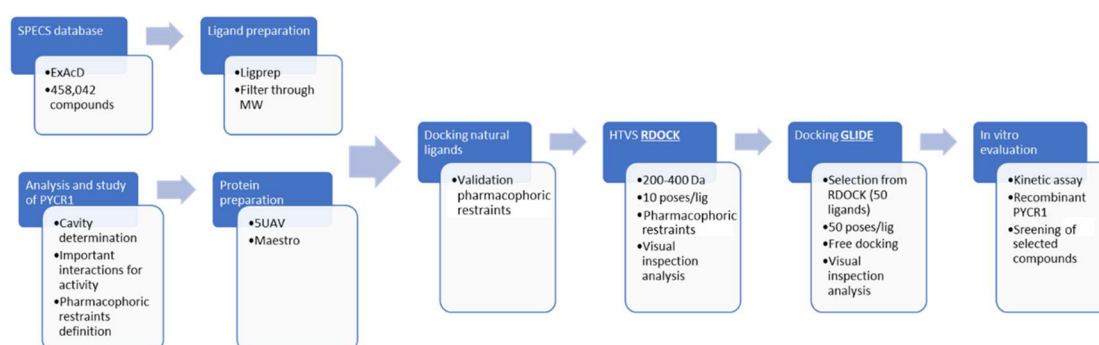 SPECS database
•ExAcD
•458,042
compounds
Ligand preparation
•Ligprep
•Filter through
MW
Analysis and study
of PYCR1
•Cavity
determination
•Important
interactions for
activity
•Pharmacophoric
restraints
definition
Protein
preparation
•5UAV
•Maestro
Docking natural
ligands
•Validation
pharmacophoric
restraints
HTVS RDOCK
•200-400 Da
•10 poses/lig
•Pharmacophoric
restraints
•Visual
inspection
analysis
Docking GLIDE
•Selection from
RDOCK (50
ligands)
•50 poses/lig
•Free docking
•Visual
inspection
analysis
In vitro
evaluation
•Kinetic assay
•Recombinant
PYCR1
•Sreening of
selected
compounds